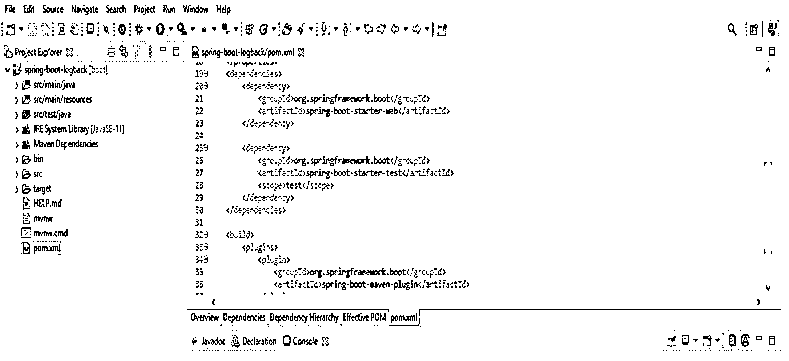 File Edit Source Navigate Search Project Run Window Help
Project Explorer
spring-boot-logback [boot]
src/main/java
src/main/resources
src/test/java
JRE System Library [JavaSE-11]
Maven Dependencies
bin
src
target
HELP.md
mvnw
mvnw.cmd
pom.xml
spring-boot-logback/pom.xml
19 <dependencies>
20 <dependency>
21 <groupId>org.springframework.boot</groupId>
22 <artifactId>spring-boot-starter-web</artifactId>
23 </dependency>
24
25 <dependency>
26 <groupId>org.springframework.boot</groupId>
27 <artifactId>spring-boot-starter-test</artifactId>
28 <scope>test</scope>
29 </dependency>
30 </dependencies>
31
32 <build>
33 <plugins>
34 <plugin>
35 <groupId>org.springframework.boot</groupId>
36 <artifactId>spring-boot-maven-plugin</artifactId>
Overview Dependencies Dependency Hierarchy Effective POM pom.xml
Javadoc Declaration Console